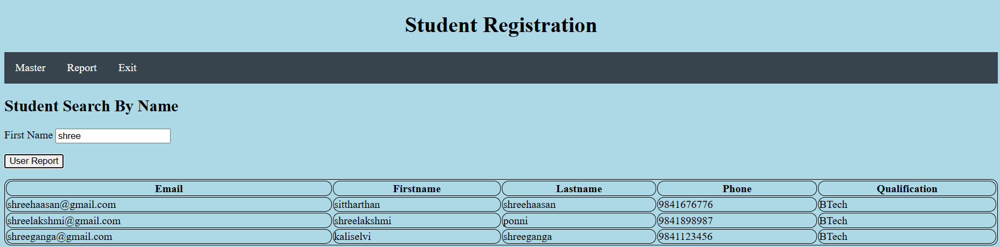 Student Registration
Master Report Exit
Student Search By Name
First Name shree
User Report
Email Firstname Lastname Phone Qualification
shreehaasan@gmail.com sittharthan shreehaasan 9841676776 BTech
shreelakshmi@gmail.com shreelakshmi ponni 9841898987 BTech
shreeganga@gmail.com kaliselvi shreeganga 9841123456 BTech